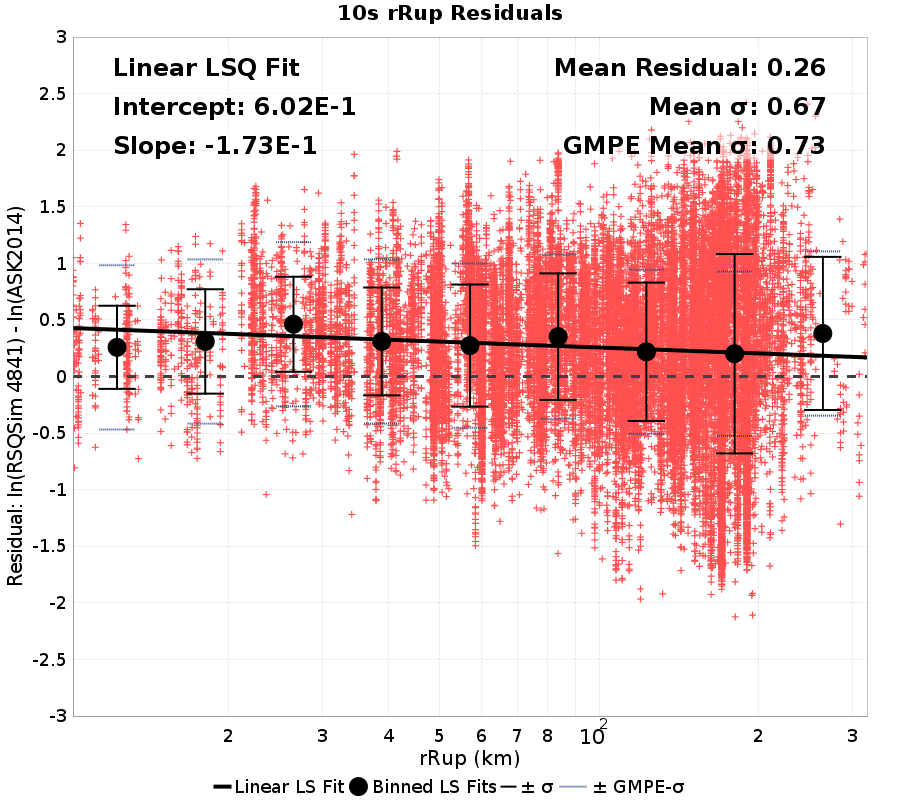 10s rRup Residuals
Linear LSQ Fit
Intercept: 6.02E-1
Slope: -1.73E-1
Mean Residual: 0.26
Mean σ: 0.67
GMPE Mean σ: 0.73
Residual: ln(RSQSim 4841) - ln(ASK2014)
3
2.5
2
1.5
1
0.5
0
-0.5
-1
-1.5
-2
-2.5
-3
2 3 4 5 6 7 8 10² 2 3
rRup (km)
Linear LS Fit Binned LS Fits ± σ ± GMPE-σ